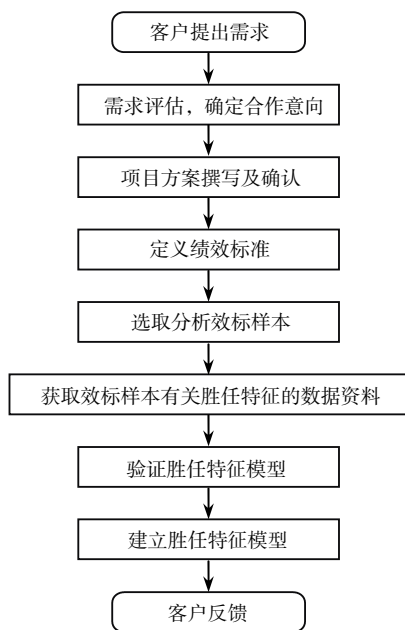 客户提出需求
需求评估，确定合作意向
项目方案撰写及确认
定义绩效标准
选取分析效标样本
获取效标样本有关胜任特征的数据资料
验证胜任特征模型
建立胜任特征模型
客户反馈